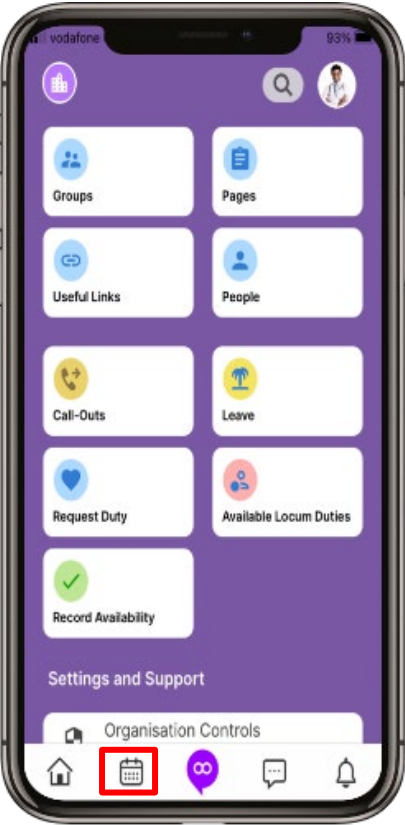 vodafone 93%
Groups Pages
Useful Links People
Call-Outs Leave
Request Duty Available Locum Duties
Record Availability
Settings and Support
Organisation Controls